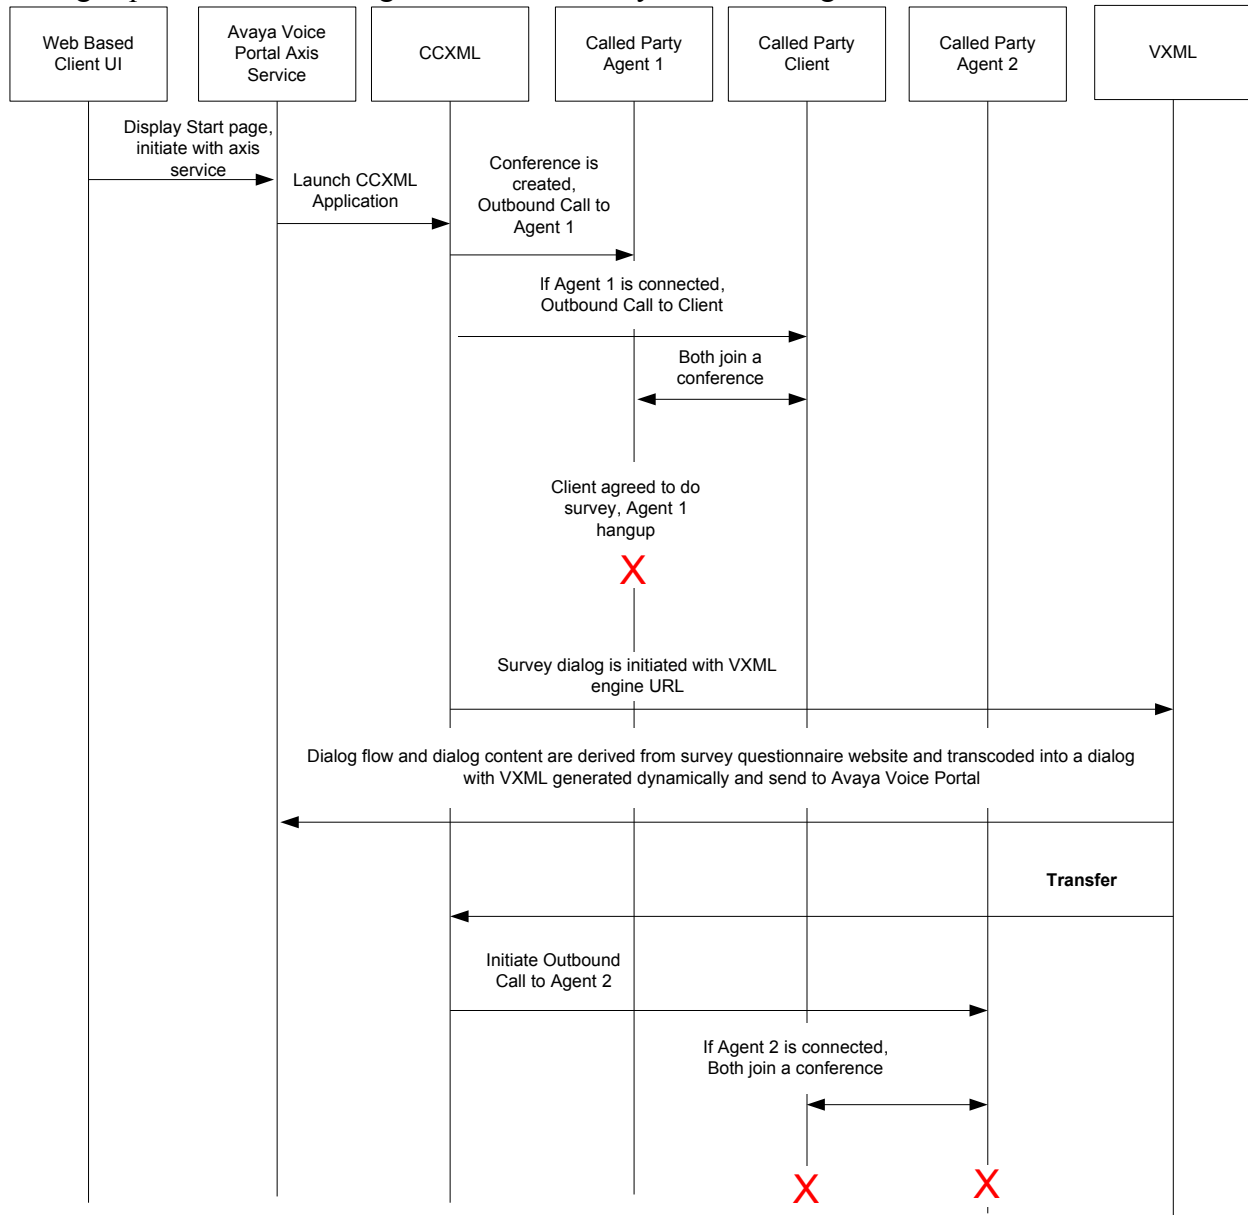 Web Based
Client UI
Avaya Voice
Portal Axis
Service
CCXML
Called Party
Agent 1
Called Party
Client
Called Party
Agent 2
VXML
Display Start page,
initiate with axis
service
Launch CCXML
Application
Conference is
created,
Outbound Call to
Agent 1
If Agent 1 is connected,
Outbound Call to Client
Both join a
conference
Client agreed to do
survey, Agent 1
hangup
X
Survey dialog is initiated with VXML
engine URL
Dialog flow and dialog content are derived from survey questionnaire website and transcoded into a dialog
with VXML generated dynamically and send to Avaya Voice Portal
Transfer
Initiate Outbound
Call to Agent 2
If Agent 2 is connected,
Both join a conference
X
X